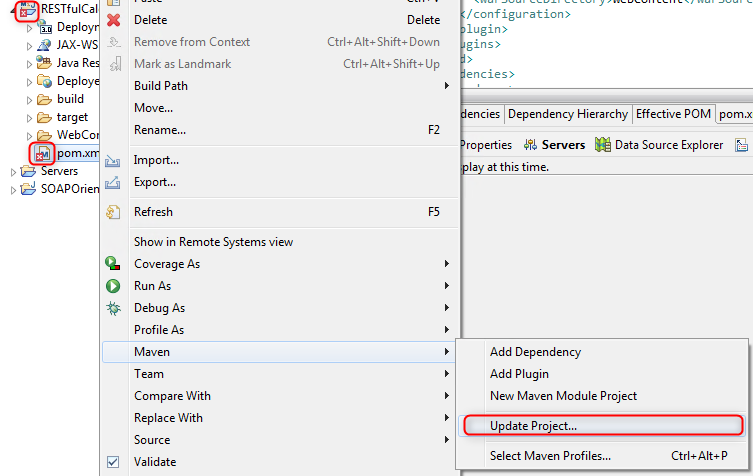 RESTfulCal
Deployn
JAX-WS
Java Res
Deploye
build
target
WebCon
pom.xm
Servers
SOAPOrien
Paste
Delete Delete
Remove from Context Ctrl+Alt+Shift+Down
Mark as Landmark Ctrl+Alt+Shift+Up
Build Path
Move...
Rename... F2
Import...
Export...
Refresh F5
Show in Remote Systems view
Coverage As
Run As
Debug As
Profile As
Maven
Team
Compare With
Replace With
Source
Validate
<warSourceDirectory>WebContent</warSource
</configuration>
plugin>
ugins>
d>
dencies>
dencies Dependency Hierarchy Effective POM pom.x
Properties Servers Data Source Explorer
play at this time.
Add Dependency
Add Plugin
New Maven Module Project
Update Project...
Select Maven Profiles... Ctrl+Alt+P